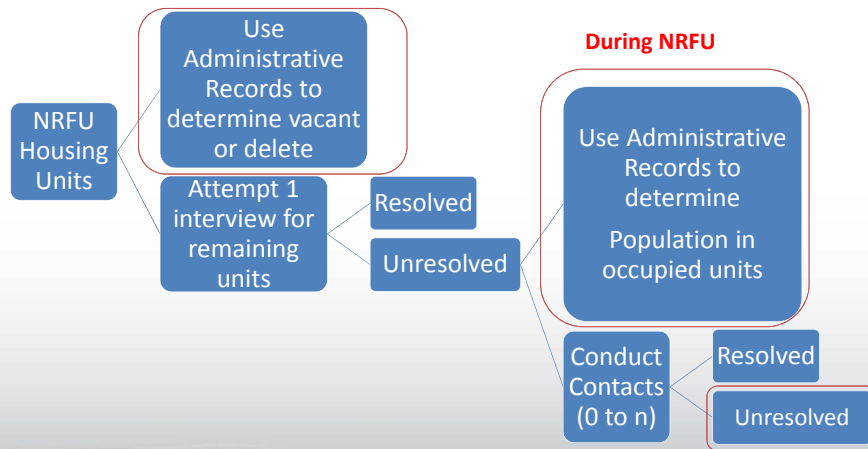 Use
Administrative
Records to
determine vacant
or delete
During NRFU
NRFU
Housing
Units
Attempt 1
interview for
remaining
units
Resolved
Unresolved
Use Administrative
Records to
determine
Population in
occupied units
Conduct
Contacts
(0 to n)
Resolved
Unresolved